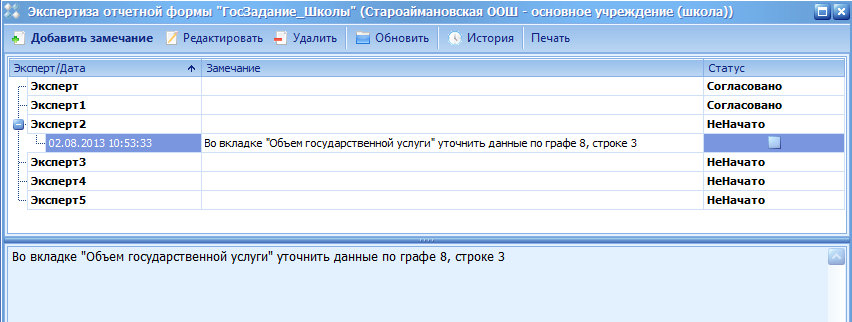 Экспертиза отчетной формы "ГосЗадание_Школы" (Староаймановская ООШ - основное учреждение (школа))
Добавить замечание Редактировать Удалить Обновить История Печать
Эксперт/Дата Замечание Статус
Эксперт Согласовано
Эксперт1 Согласовано
Эксперт2 НеНачато
02.08.2013 10:53:33 Во вкладке "Объем государственной услуги" уточнить данные по графе 8, строке 3
Эксперт3 НеНачато
Эксперт4 НеНачато
Эксперт5 НеНачато
Во вкладке "Объем государственной услуги" уточнить данные по графе 8, строке 3